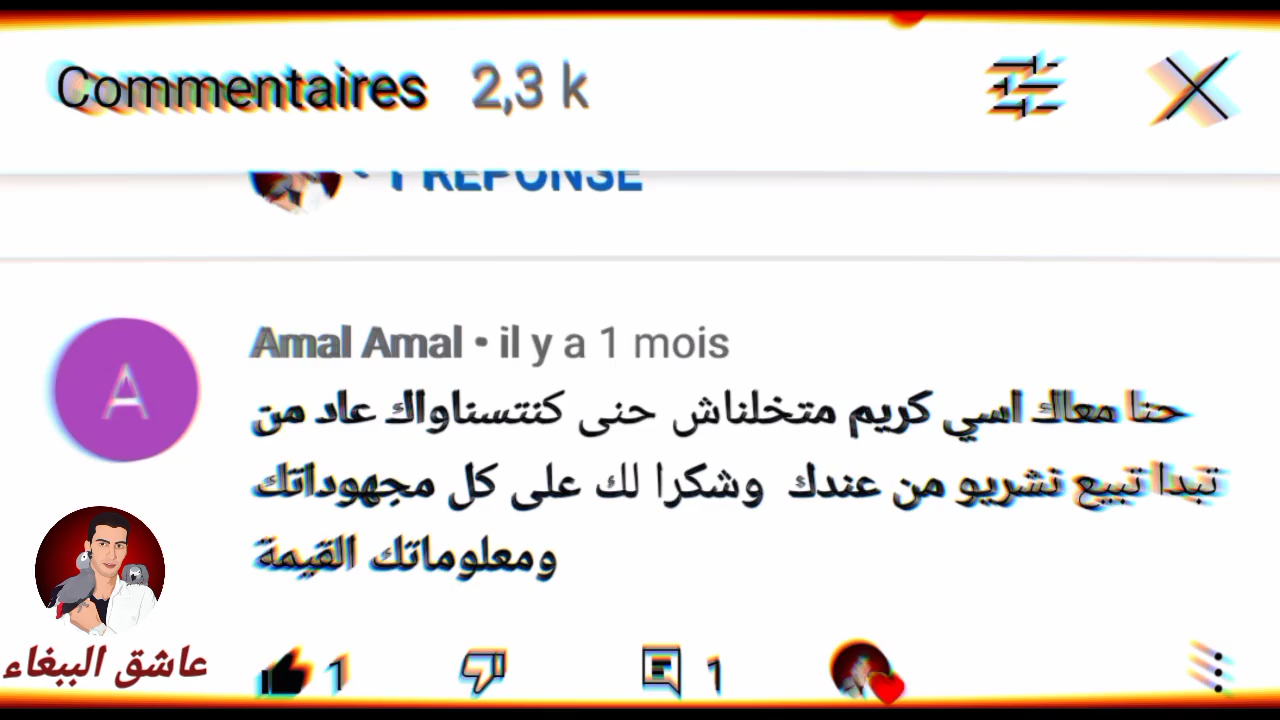 Commentaires 2,3 k
1 RÉPONSE
Amal Amal • il y a 1 mois
حنا معاك اسي كريم متخلناش حنى كنتسناواك عاد من
تبدا تبيع نشريو من عندك وشكرا لك على كل مجهوداتك
ومعلوماتك القيمة
A
عاشق الببغاء
1
1